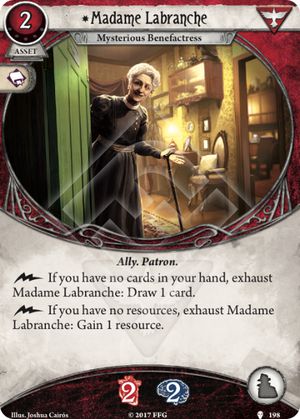 2
*Madame Labranche
Mysterious Benefactress
ASSET
Ally. Patron.
If you have no cards in your hand, exhaust
Madame Labranche: Draw 1 card.
If you have no resources, exhaust Madame
Labranche: Gain 1 resource.
2 2
Illus. Joshua Cairós © 2017 FFG 198